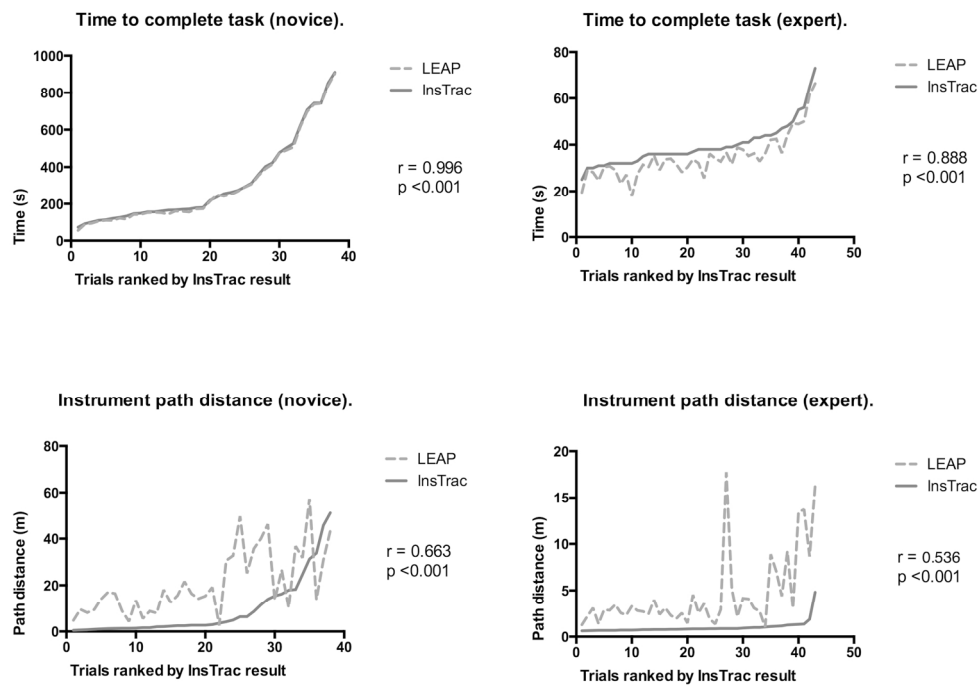 Time to complete task (novice).
1000
800
600
400
200
0
Time (s)
0 10 20 30 40
Trials ranked by InsTrac result
LEAP
InsTrac
r = 0.996
p <0.001
Time to complete task (expert).
80
60
40
20
0
Time (s)
0 10 20 30 40 50
Trials ranked by InsTrac result
LEAP
InsTrac
r = 0.888
p <0.001
Instrument path distance (novice).
80
60
40
20
0
Path distance (m)
0 10 20 30 40
Trials ranked by InsTrac result
LEAP
InsTrac
r = 0.663
p <0.001
Instrument path distance (expert).
20
15
10
5
0
Path distance (m)
0 10 20 30 40 50
Trials ranked by InsTrac result
LEAP
InsTrac
r = 0.536
p <0.001